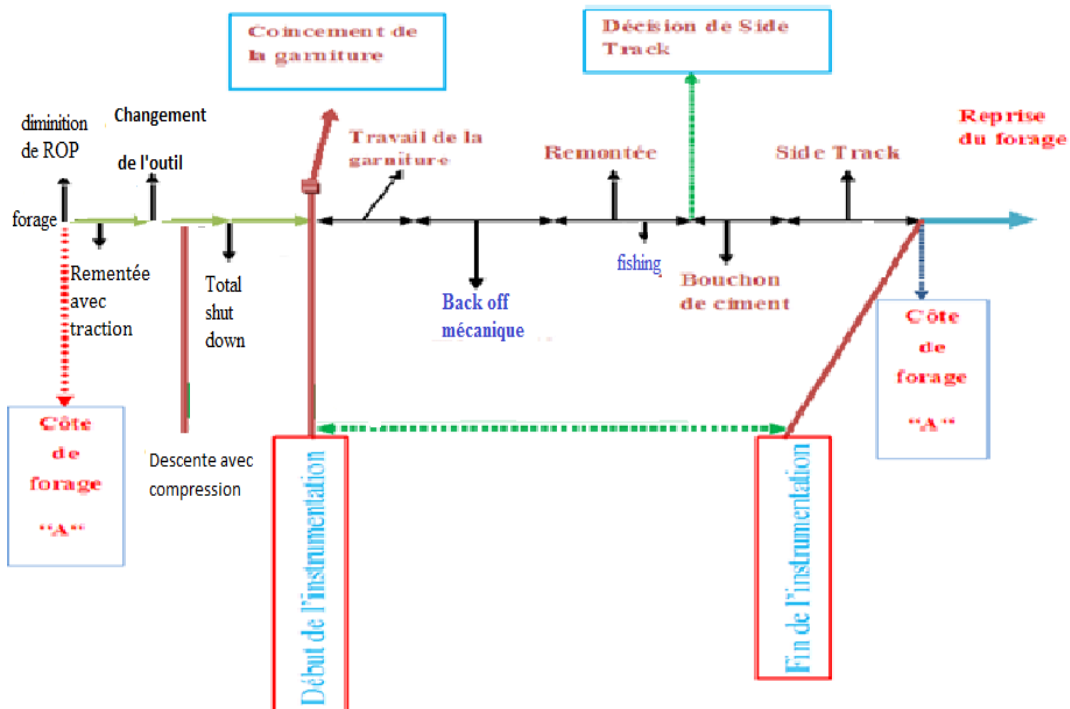 Coincement de
la garniture
Décision de Side
Track
diminition
de ROP
Changement
de l'outil
Travail de la
garniture
Remontée
Side Track
Reprise
du forage
forage
Rementée
avec
traction
Total
shut
down
Back off
mécanique
fishing
Bouchon
de ciment
Côte
de
forage
"A"
Côte
de
forage
"A"
Descente avec
compression
Début de l'instrumentation
Fin de l'instrumentation